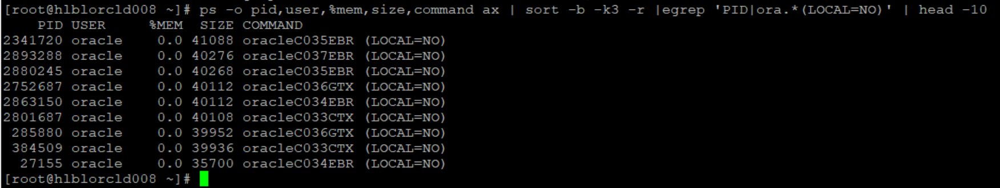 [root@hlblorcld008 ~]# ps -o pid,user,%mem,size,command ax | sort -b -k3 -r |egrep 'PID|ora.*(LOCAL=NO)' | head -10
    PID USER     %MEM  SIZE COMMAND
2341720 oracle    0.0 41088 oracleC035EBR (LOCAL=NO)
2893288 oracle    0.0 40276 oracleC037EBR (LOCAL=NO)
2880245 oracle    0.0 40268 oracleC035EBR (LOCAL=NO)
2752687 oracle    0.0 40112 oracleC036GTX (LOCAL=NO)
2863150 oracle    0.0 40112 oracleC034EBR (LOCAL=NO)
2801687 oracle    0.0 40108 oracleC033CTX (LOCAL=NO)
 285880 oracle    0.0 39952 oracleC036GTX (LOCAL=NO)
 384509 oracle    0.0 39936 oracleC033CTX (LOCAL=NO)
  27155 oracle    0.0 35700 oracleC034EBR (LOCAL=NO)
[root@hlblorcld008 ~]#